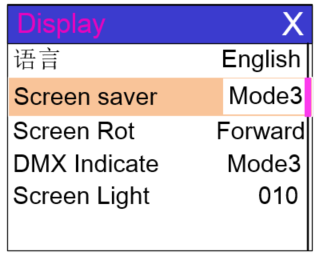 Display X
语言 English
Screen saver Mode3
Screen Rot Forward
DMX Indicate Mode3
Screen Light 010